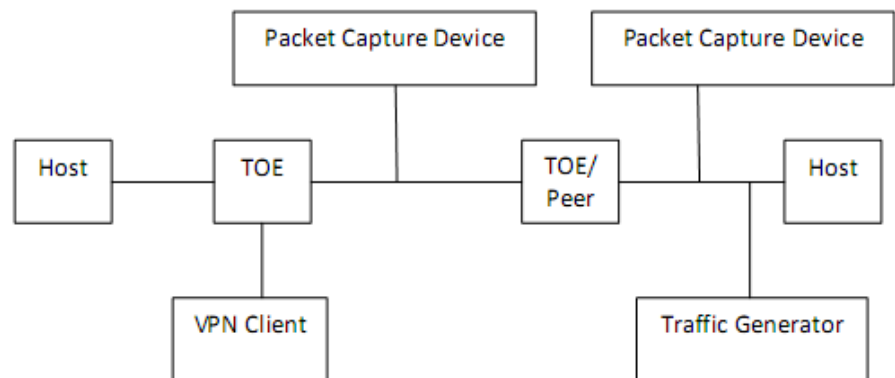 Packet Capture Device
Packet Capture Device
Host
TOE
TOE/
Peer
Host
VPN Client
Traffic Generator